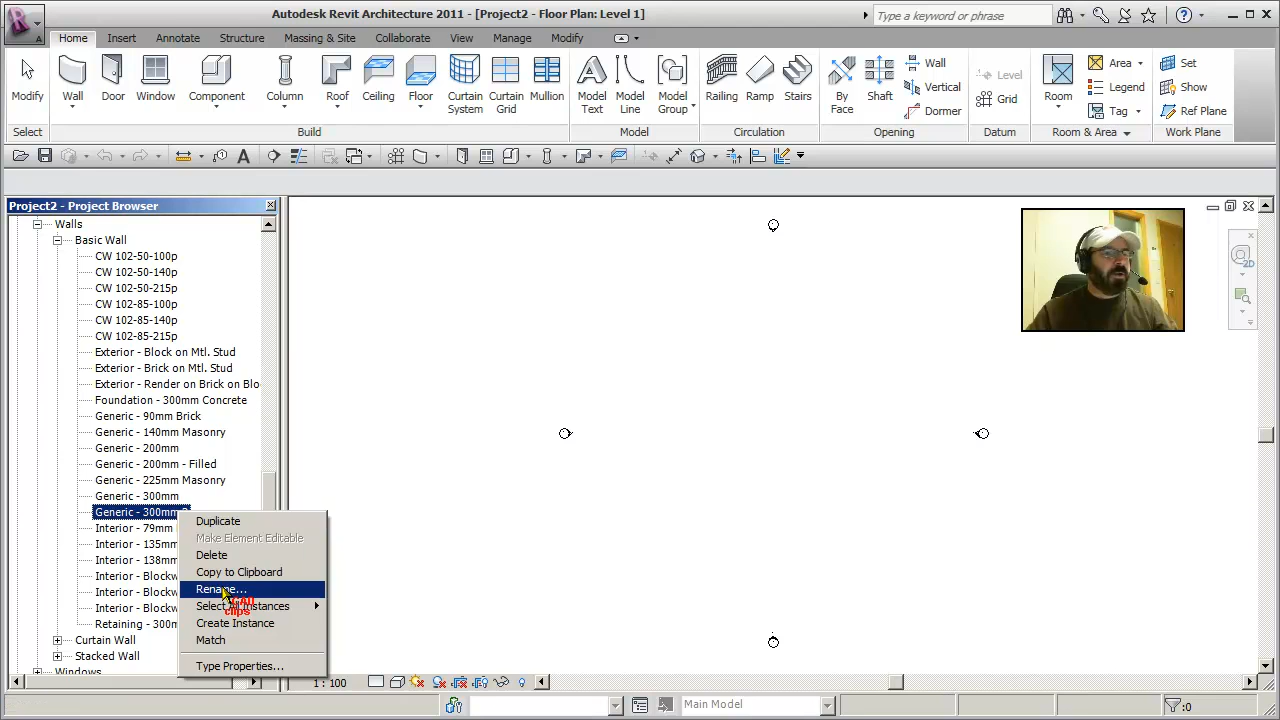 Autodesk Revit Architecture 2011 - [Project2 - Floor Plan: Level 1]
Type a keyword or phrase
Home Insert Annotate Structure Massing & Site Collaborate View Manage Modify
Modify Wall Door Window Component Column Roof Ceiling Floor Curtain System Curtain Grid Mullion Model Text Model Line Model Group Railing Ramp Stairs By Face Shaft Wall Vertical Dormer Level Grid Room Area Legend Tag Set Show Ref Plane
Select Build Model Circulation Opening Datum Room & Area Work Plane
Project2 - Project Browser
Walls
Basic Wall
CW 102-50-100p
CW 102-50-140p
CW 102-50-215p
CW 102-85-100p
CW 102-85-140p
CW 102-85-215p
Exterior - Block on Mtl. Stud
Exterior - Brick on Mtl. Stud
Exterior - Render on Brick on Blo
Foundation - 300mm Concrete
Generic - 90mm Brick
Generic - 140mm Masonry
Generic - 200mm
Generic - 200mm - Filled
Generic - 225mm Masonry
Generic - 300mm
Generic - 300mm
Interior - 79mm
Interior - 135mm
Interior - 138mm
Interior - Blockw
Interior - Blockw
Interior - Blockw
Retaining - 300m
Curtain Wall
Stacked Wall
Windows
Duplicate
Make Element Editable
Delete
Copy to Clipboard
Rename...
Select All Instances
Create Instance
Match
Type Properties...
CAD
clips
2D
1 : 100
Main Model
:0